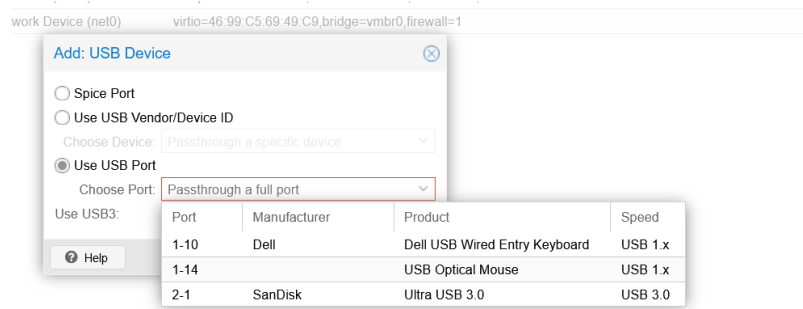 work Device (net0) virtio=46:99:C5:69:49:C9,bridge=vmbr0,firewall=1
Add: USB Device
Spice Port
Use USB Vendor/Device ID
Choose Device: Passthrough a specific device
Use USB Port
Choose Port: Passthrough a full port
Use USB3:
Port Manufacturer Product Speed
1-10 Dell Dell USB Wired Entry Keyboard USB 1.x
1-14 USB Optical Mouse USB 1.x
2-1 SanDisk Ultra USB 3.0 USB 3.0
Help